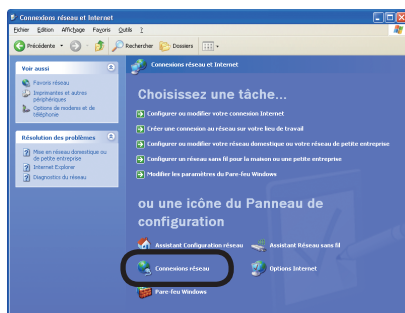 Connexions réseau et Internet
Fichier Edition Affichage Favoris Outils ?
Précédente Rechercher Dossiers
Voir aussi
Favoris réseau
Imprimantes et autres périphériques
Options de modems et de téléphonie
Résolution des problèmes
Mise en réseau domestique ou de petite entreprise
Internet Explorer
Diagnostics du réseau
Connexions réseau et Internet
Choisissez une tâche...
Configurer ou modifier votre connexion Internet
Créer une connexion au réseau sur votre lieu de travail
Configurer ou modifier votre réseau domestique ou votre réseau de petite entreprise
Configurer un réseau sans fil pour la maison ou une petite entreprise
Modifier les paramètres du Pare-feu Windows
ou une icône du Panneau de
configuration
Assistant Configuration réseau Assistant Réseau sans fil
Connexions réseau Options Internet
Pare-feu Windows